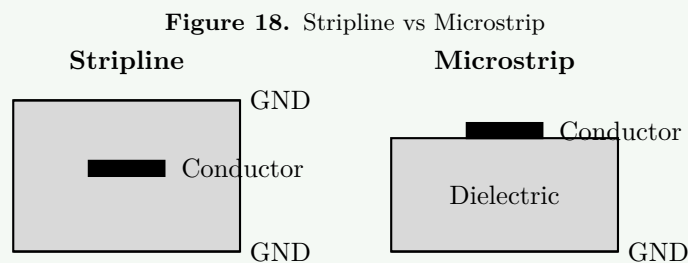 Figure 18. Stripline vs Microstrip
Stripline
GND
Conductor
GND
Microstrip
Conductor
Dielectric
GND